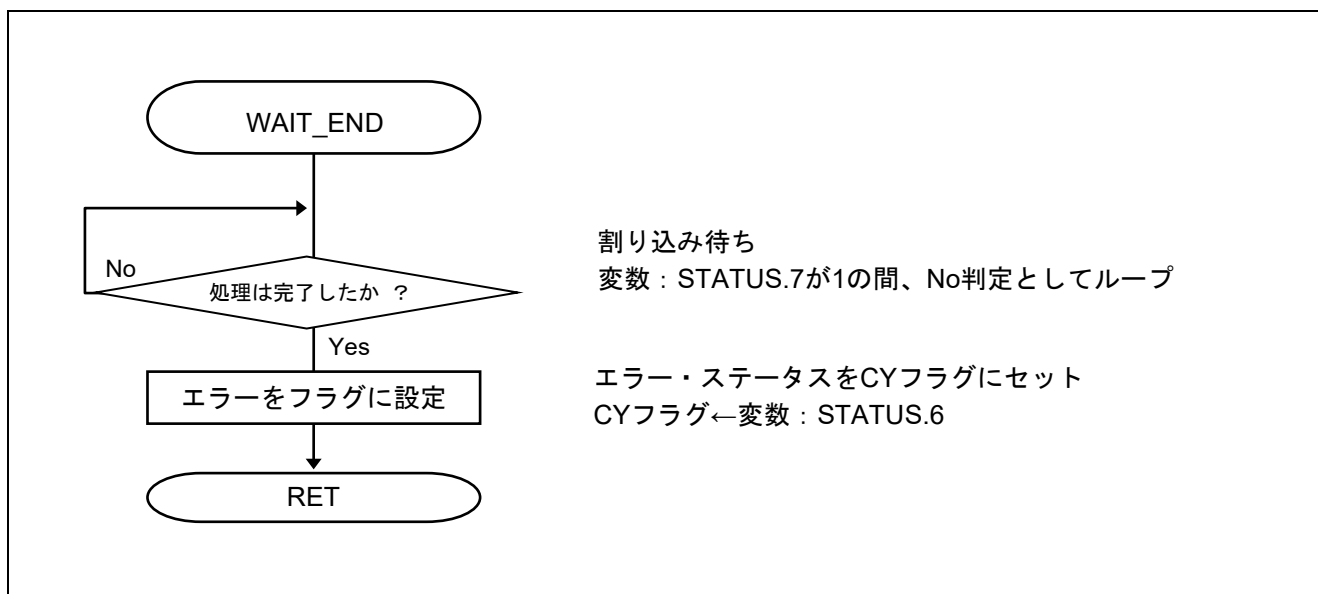 WAIT_END
割り込み待ち
No
変数：STATUS.7が1の間、No判定としてループ
処理は完了したか ？
Yes
エラー・ステータスをCYフラグにセット
エラーをフラグに設定
CYフラグ←変数：STATUS.6
RET